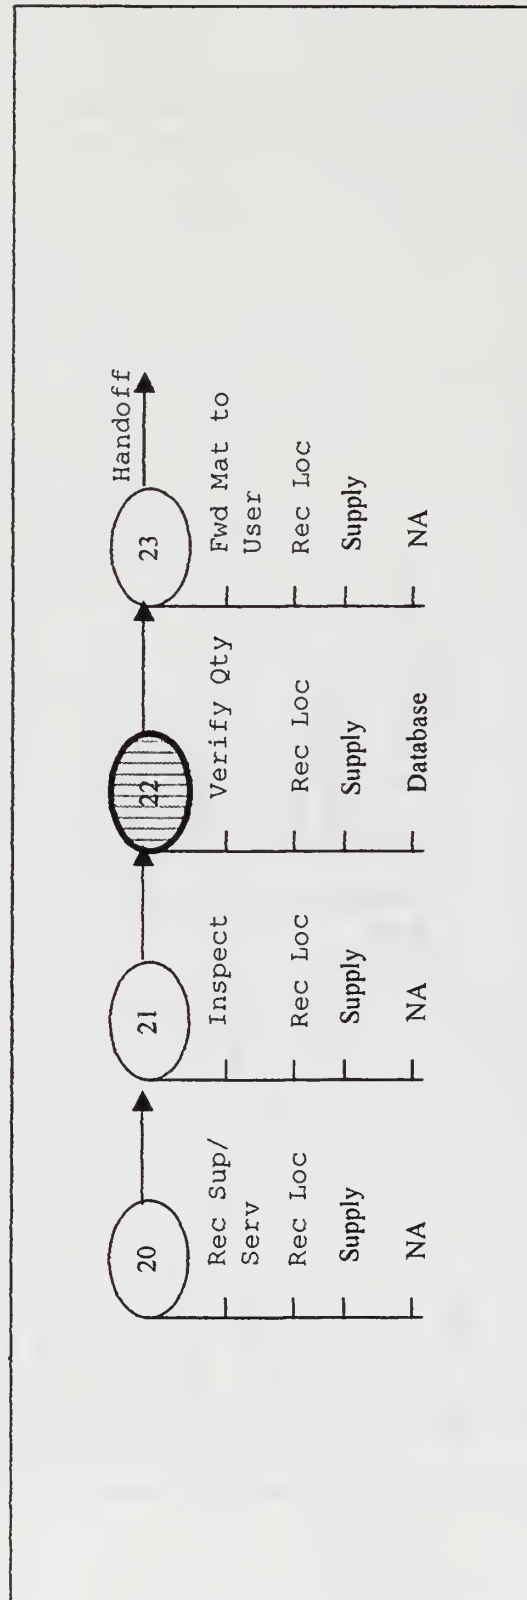 20
Rec Sup/
Serv
Rec Loc
Supply
NA
21
Inspect
Rec Loc
Supply
NA
22
Verify Qty
Rec Loc
Supply
Database
23
Handoff
Fwd Mat to
User
Rec Loc
Supply
NA